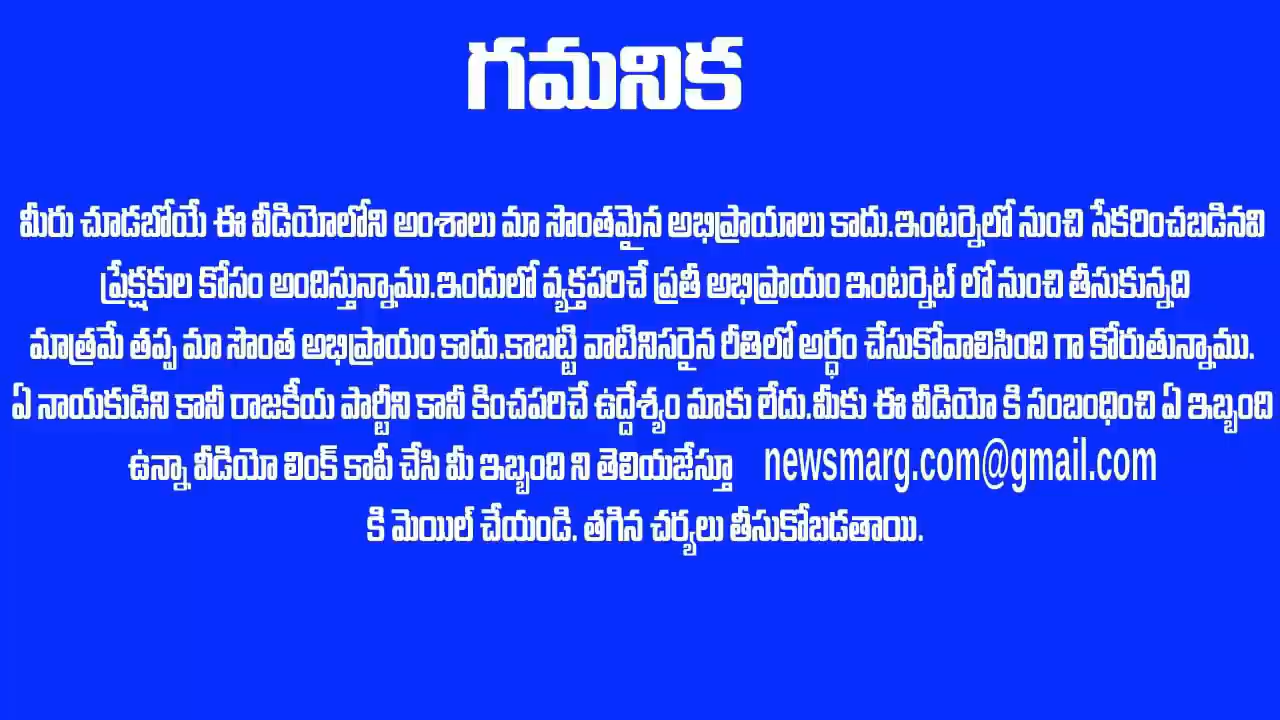 గమనిక
మీరు చూడబోయే ఈ వీడియోలోని అంశాలు మా సొంతమైన అభిప్రాయాలు కాదు.ఇంటర్నెలో నుంచి సేకరించబడినవి
ప్రేక్షకుల కోసం అందిస్తున్నాము.ఇందులో వ్యక్తపరిచే ప్రతీ అభిప్రాయం ఇంటర్నెట్ లో నుంచి తీసుకున్నది
మాత్రమే తప్ప మా సొంత అభిప్రాయం కాదు.కాబట్టి వాటినిసరైన రీతిలో అర్ధం చేసుకోవాలిసింది గా కోరుతున్నాము.
ఏ నాయకుడిని కానీ రాజకీయ పార్టీని కానీ కించపరిచే ఉద్దేశ్యం మాకు లేదు.మీకు ఈ వీడియో కి సంబంధించి ఏ ఇబ్బంది
ఉన్నా వీడియో లింక్ కాపీ చేసి మీ ఇబ్బంది ని తెలియజేస్తూ newsmarg.com@gmail.com
కి మెయిల్ చేయండి. తగిన చర్యలు తీసుకోబడతాయి.